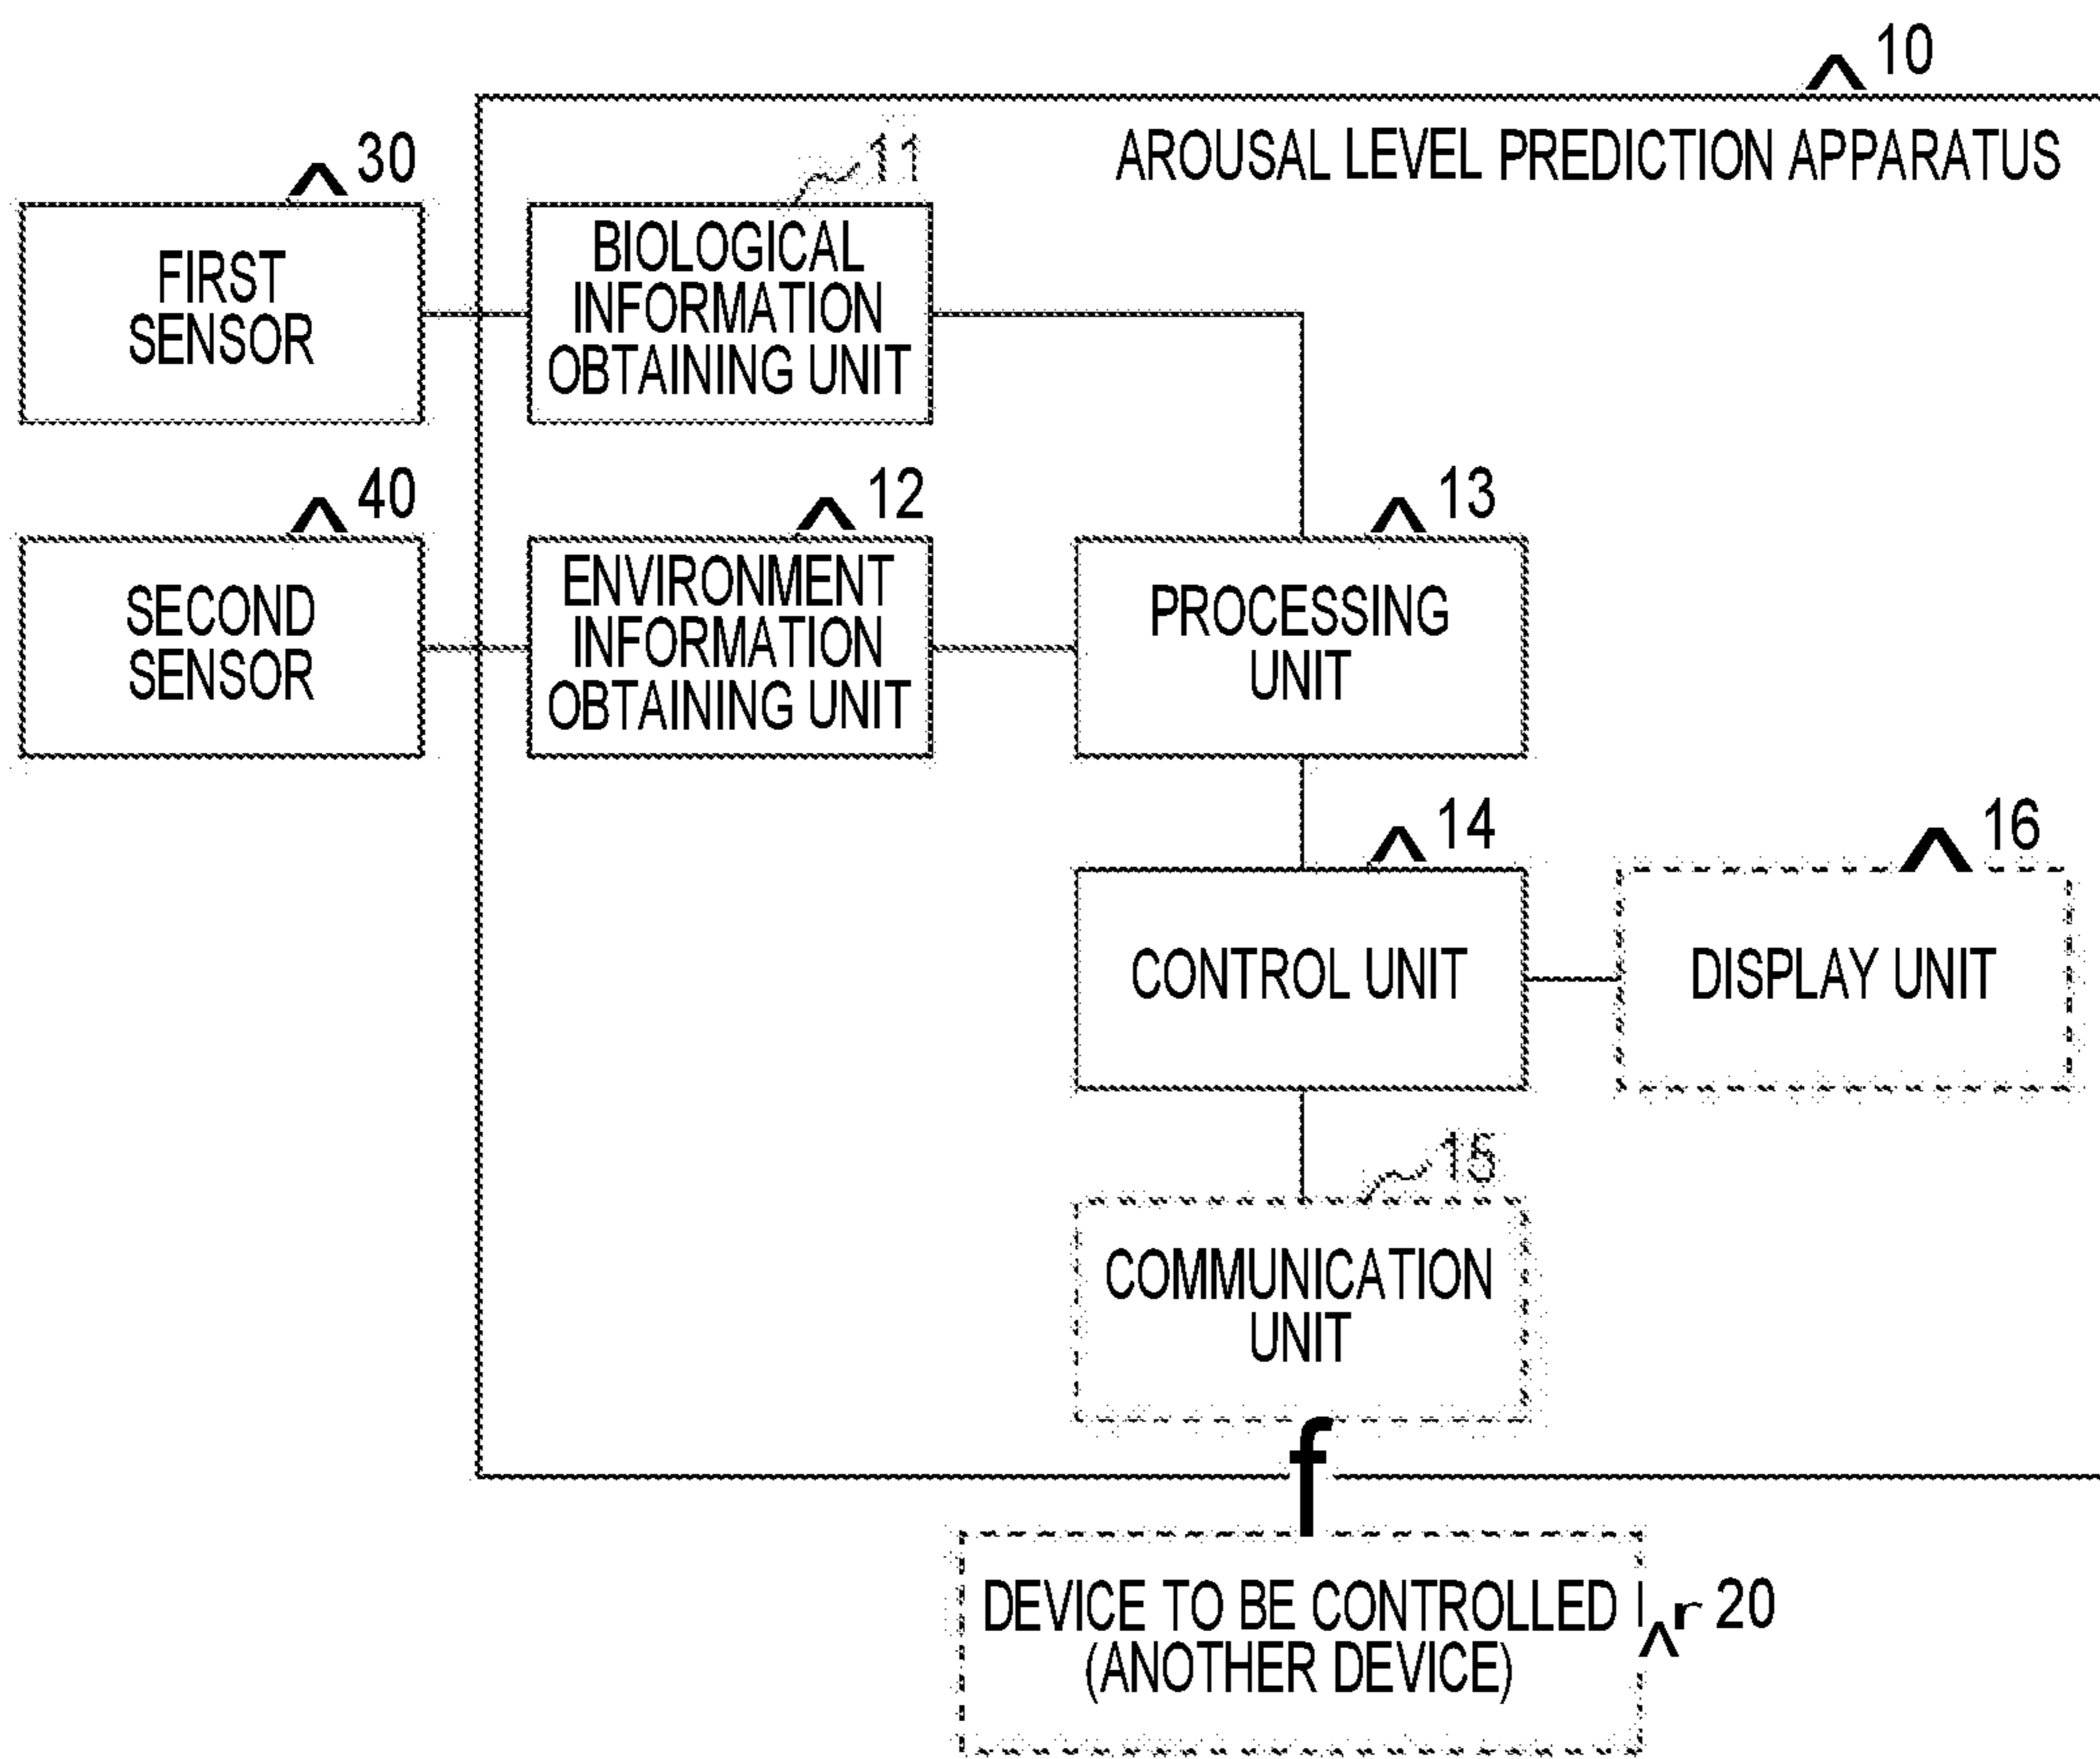 10
AROUSAL LEVEL PREDICTION APPARATUS
30
FIRST
SENSOR
11
BIOLOGICAL
INFORMATION
OBTAINING UNIT
40
SECOND
SENSOR
12
ENVIRONMENT
INFORMATION
OBTAINING UNIT
13
PROCESSING
UNIT
14
CONTROL UNIT
16
DISPLAY UNIT
15
COMMUNICATION
UNIT
f
DEVICE TO BE CONTROLLED
(ANOTHER DEVICE)
r 20